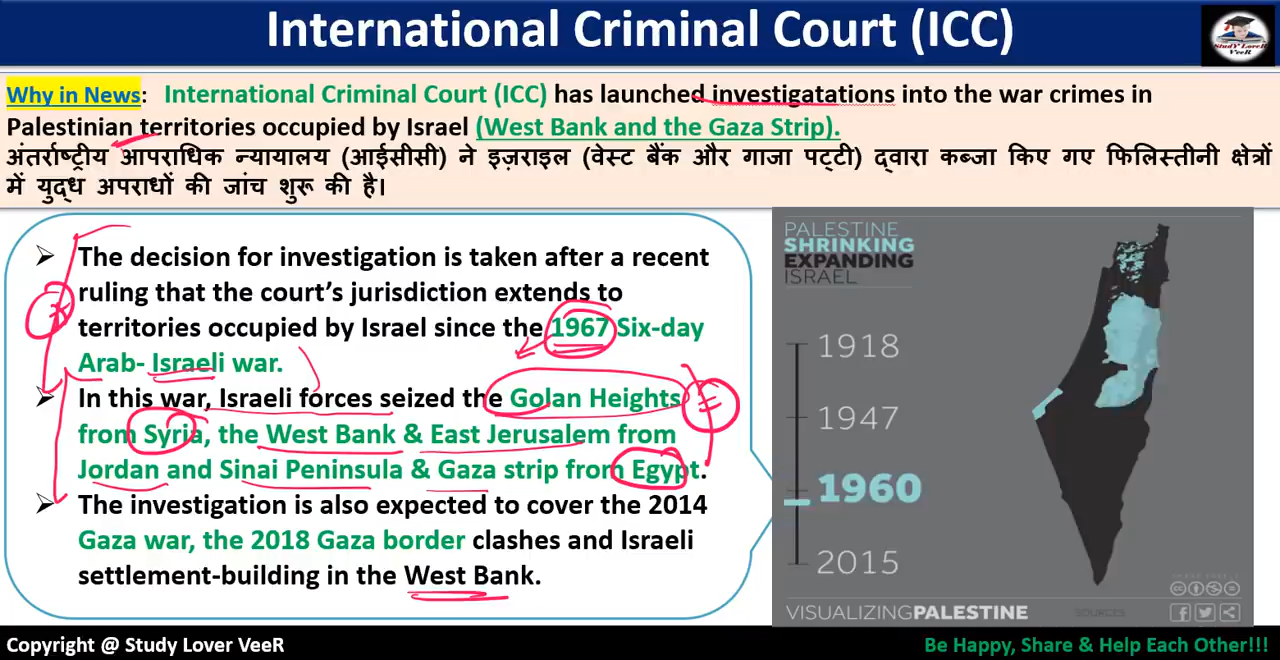 International Criminal Court (ICC)
StudY LoveR
VeeR
Why in News: International Criminal Court (ICC) has launched investigatations into the war crimes in
Palestinian territories occupied by Israel (West Bank and the Gaza Strip).
अंतर्राष्ट्रीय आपराधिक न्यायालय (आईसीसी) ने इज़राइल (वेस्ट बैंक और गाजा पट्टी) द्वारा कब्जा किए गए फिलिस्तीनी क्षेत्रों
में युद्ध अपराधों की जांच शुरू की है।
➢ The decision for investigation is taken after a recent
ruling that the court’s jurisdiction extends to
territories occupied by Israel since the 1967 Six-day
Arab- Israeli war.
➢ In this war, Israeli forces seized the Golan Heights
from Syria, the West Bank & East Jerusalem from
Jordan and Sinai Peninsula & Gaza strip from Egypt.
➢ The investigation is also expected to cover the 2014
Gaza war, the 2018 Gaza border clashes and Israeli
settlement-building in the West Bank.
PALESTINE
SHRINKING
EXPANDING
ISRAEL
1918
1947
1960
2015
VISUALIZINGPALESTINE
SOURCES
Copyright @ Study Lover VeeR
Be Happy, Share & Help Each Other!!!